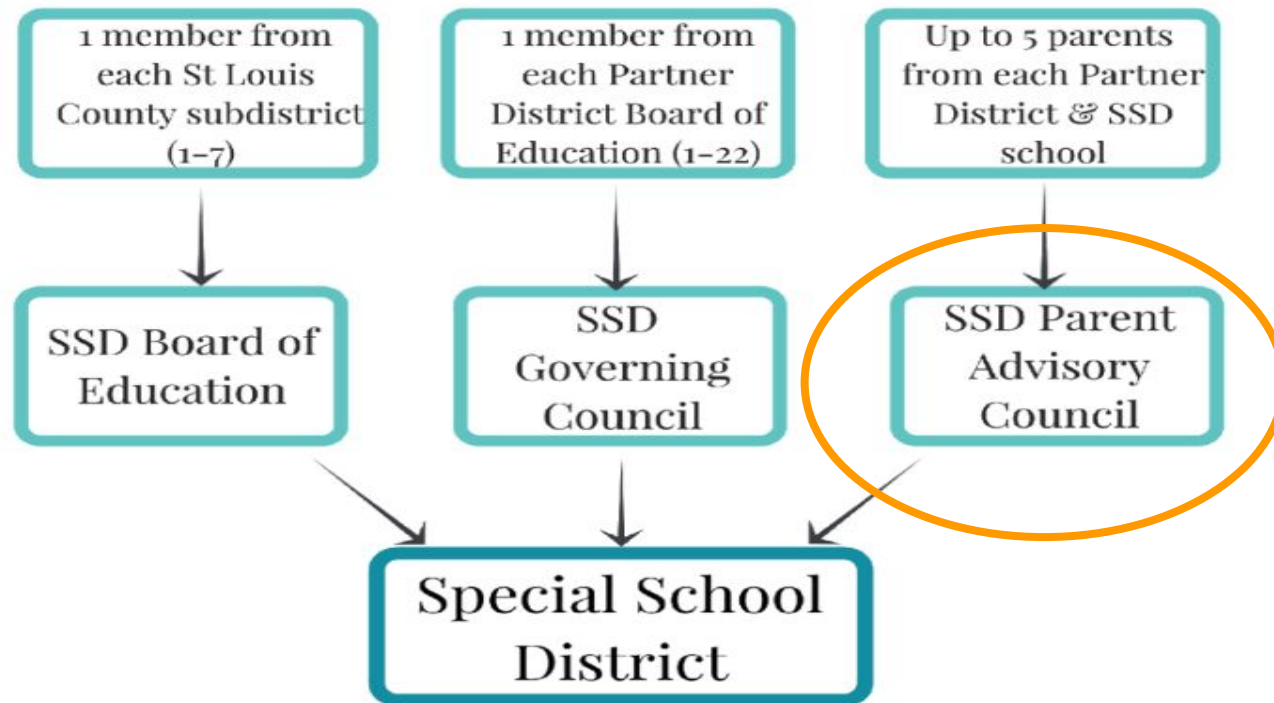 1 member from
each St Louis
County subdistrict
(1-7)
1 member from
each Partner
District Board of
Education (1-22)
Up to 5 parents
from each Partner
District & SSD
school
SSD Board of
Education
SSD
Governing
Council
SSD Parent
Advisory
Council
Special School
District